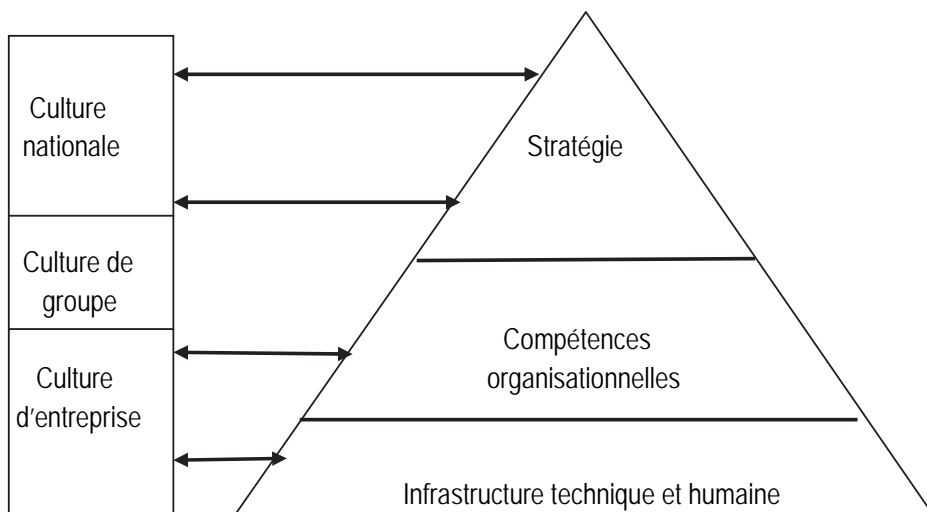 Culture
nationale
Stratégie
Culture de
groupe
Compétences
organisationnelles
Culture
d'entreprise
Infrastructure technique et humaine